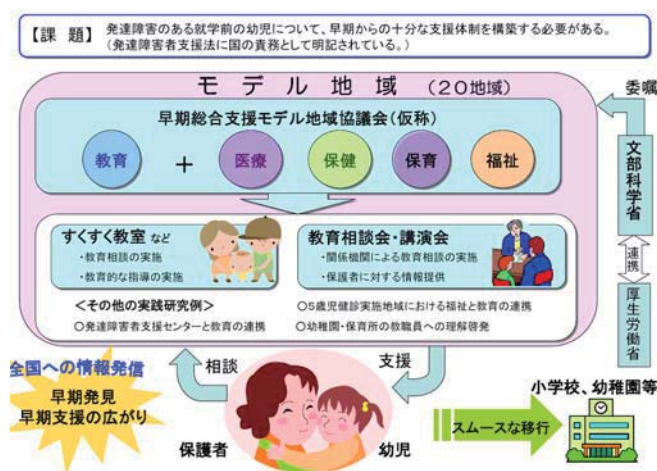 【課 題】 発達障害のある就学前の幼児について、早期からの十分な支援体制を構築する必要がある。
（発達障害者支援法に国の責務として明記されている。）
モデル地域（２０地域）
早期総合支援モデル地域協議会（仮称）
教育 ＋ 医療 保健 保育 福祉
すくすく教室 など
・教育相談の実施
・教育的な指導の実施
教育相談会・講演会
・関係機関による教育相談の実施
・保護者に対する情報提供
＜その他の実践研究例＞
○発達障害者支援センターと教育の連携
○５歳児健診実施地域における福祉と教育の連携
○幼稚園・保育所の教職員への理解啓発
委嘱
文部科学省
連携
厚生労働省
全国への情報発信
早期発見
早期支援の広がり
相談
支援
保護者
幼児
スムースな移行
小学校、幼稚園等